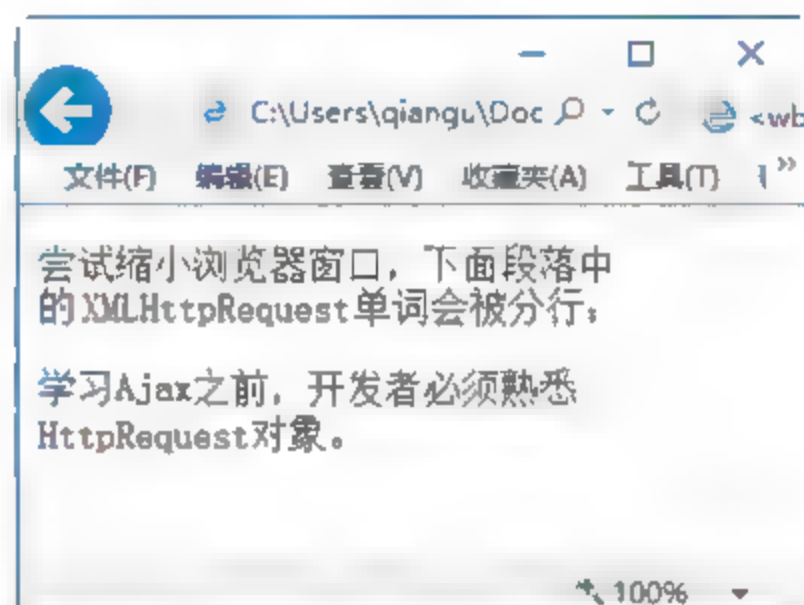 C:\Users\qiangu\Doc
<wb
文件(F) 编辑(E) 查看(V) 收藏夹(A) 工具(T)
尝试缩小浏览器窗口，下面段落中
的XMLHttpRequest单词会被分行：
学习Ajax之前，开发者必须熟悉
HttpRequest对象。
100%